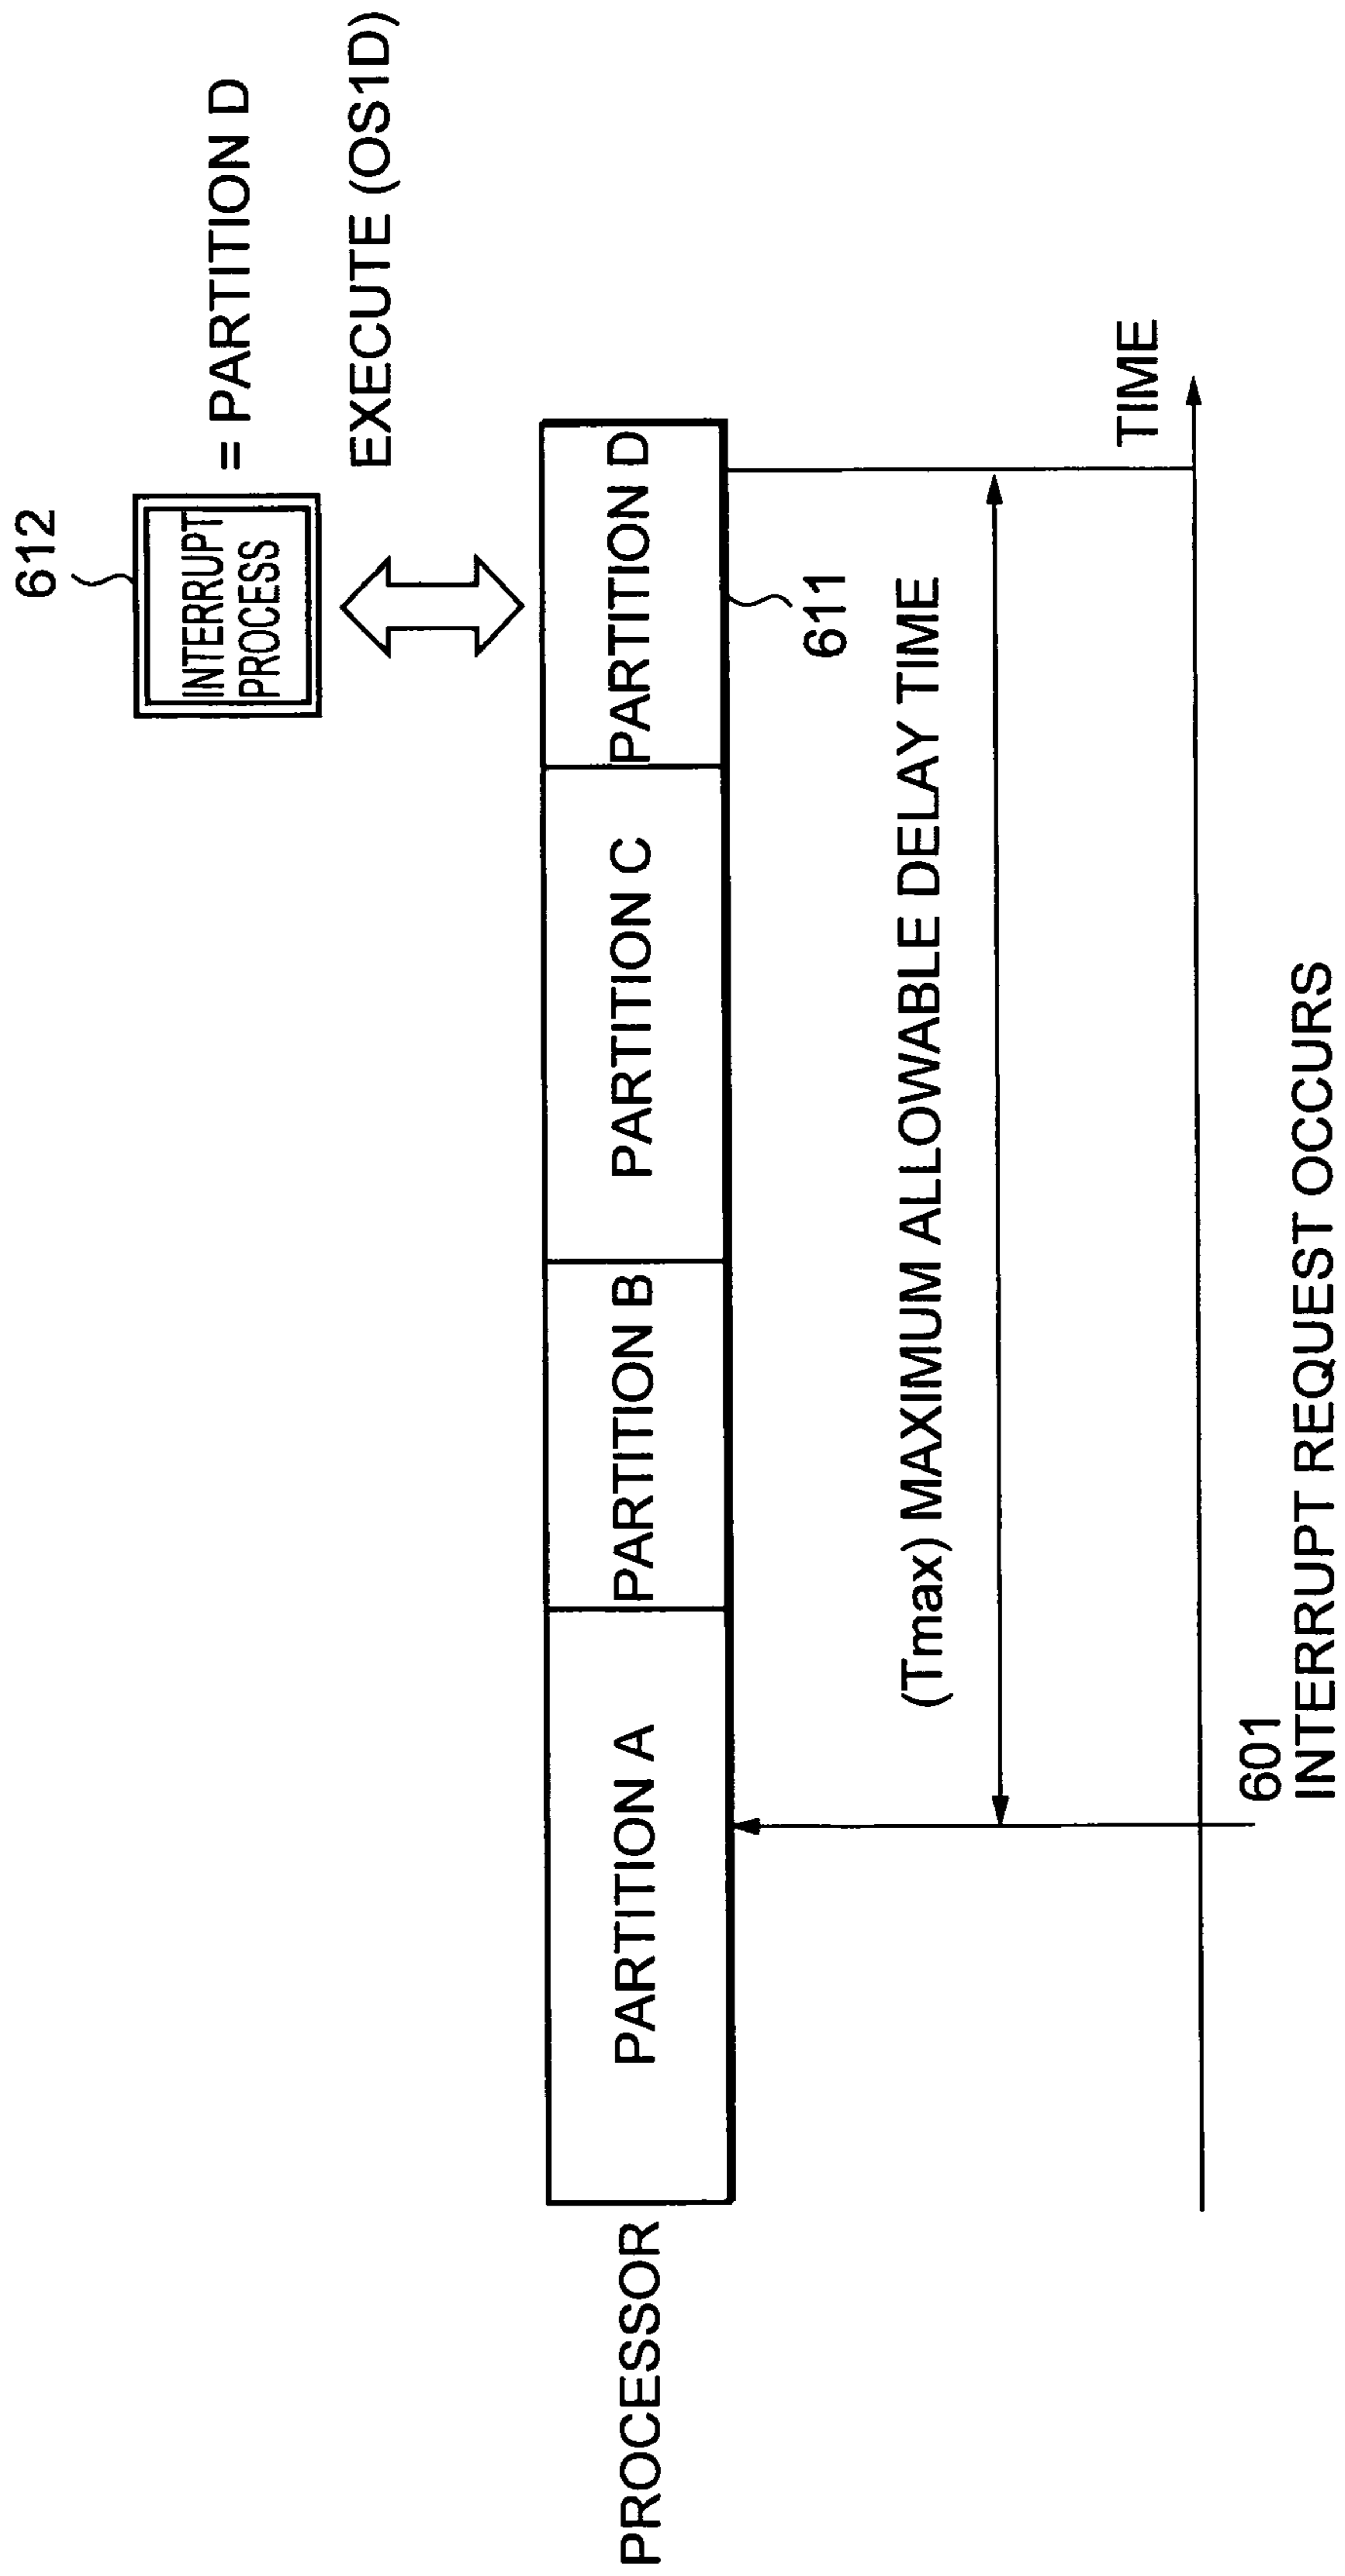 612
INTERRUPT
PROCESS
= PARTITION D
EXECUTE (OS1D)
PROCESSOR
PARTITION A
PARTITION B
PARTITION C
PARTITION D
611
(Tmax) MAXIMUM ALLOWABLE DELAY TIME
TIME
601
INTERRUPT REQUEST OCCURS